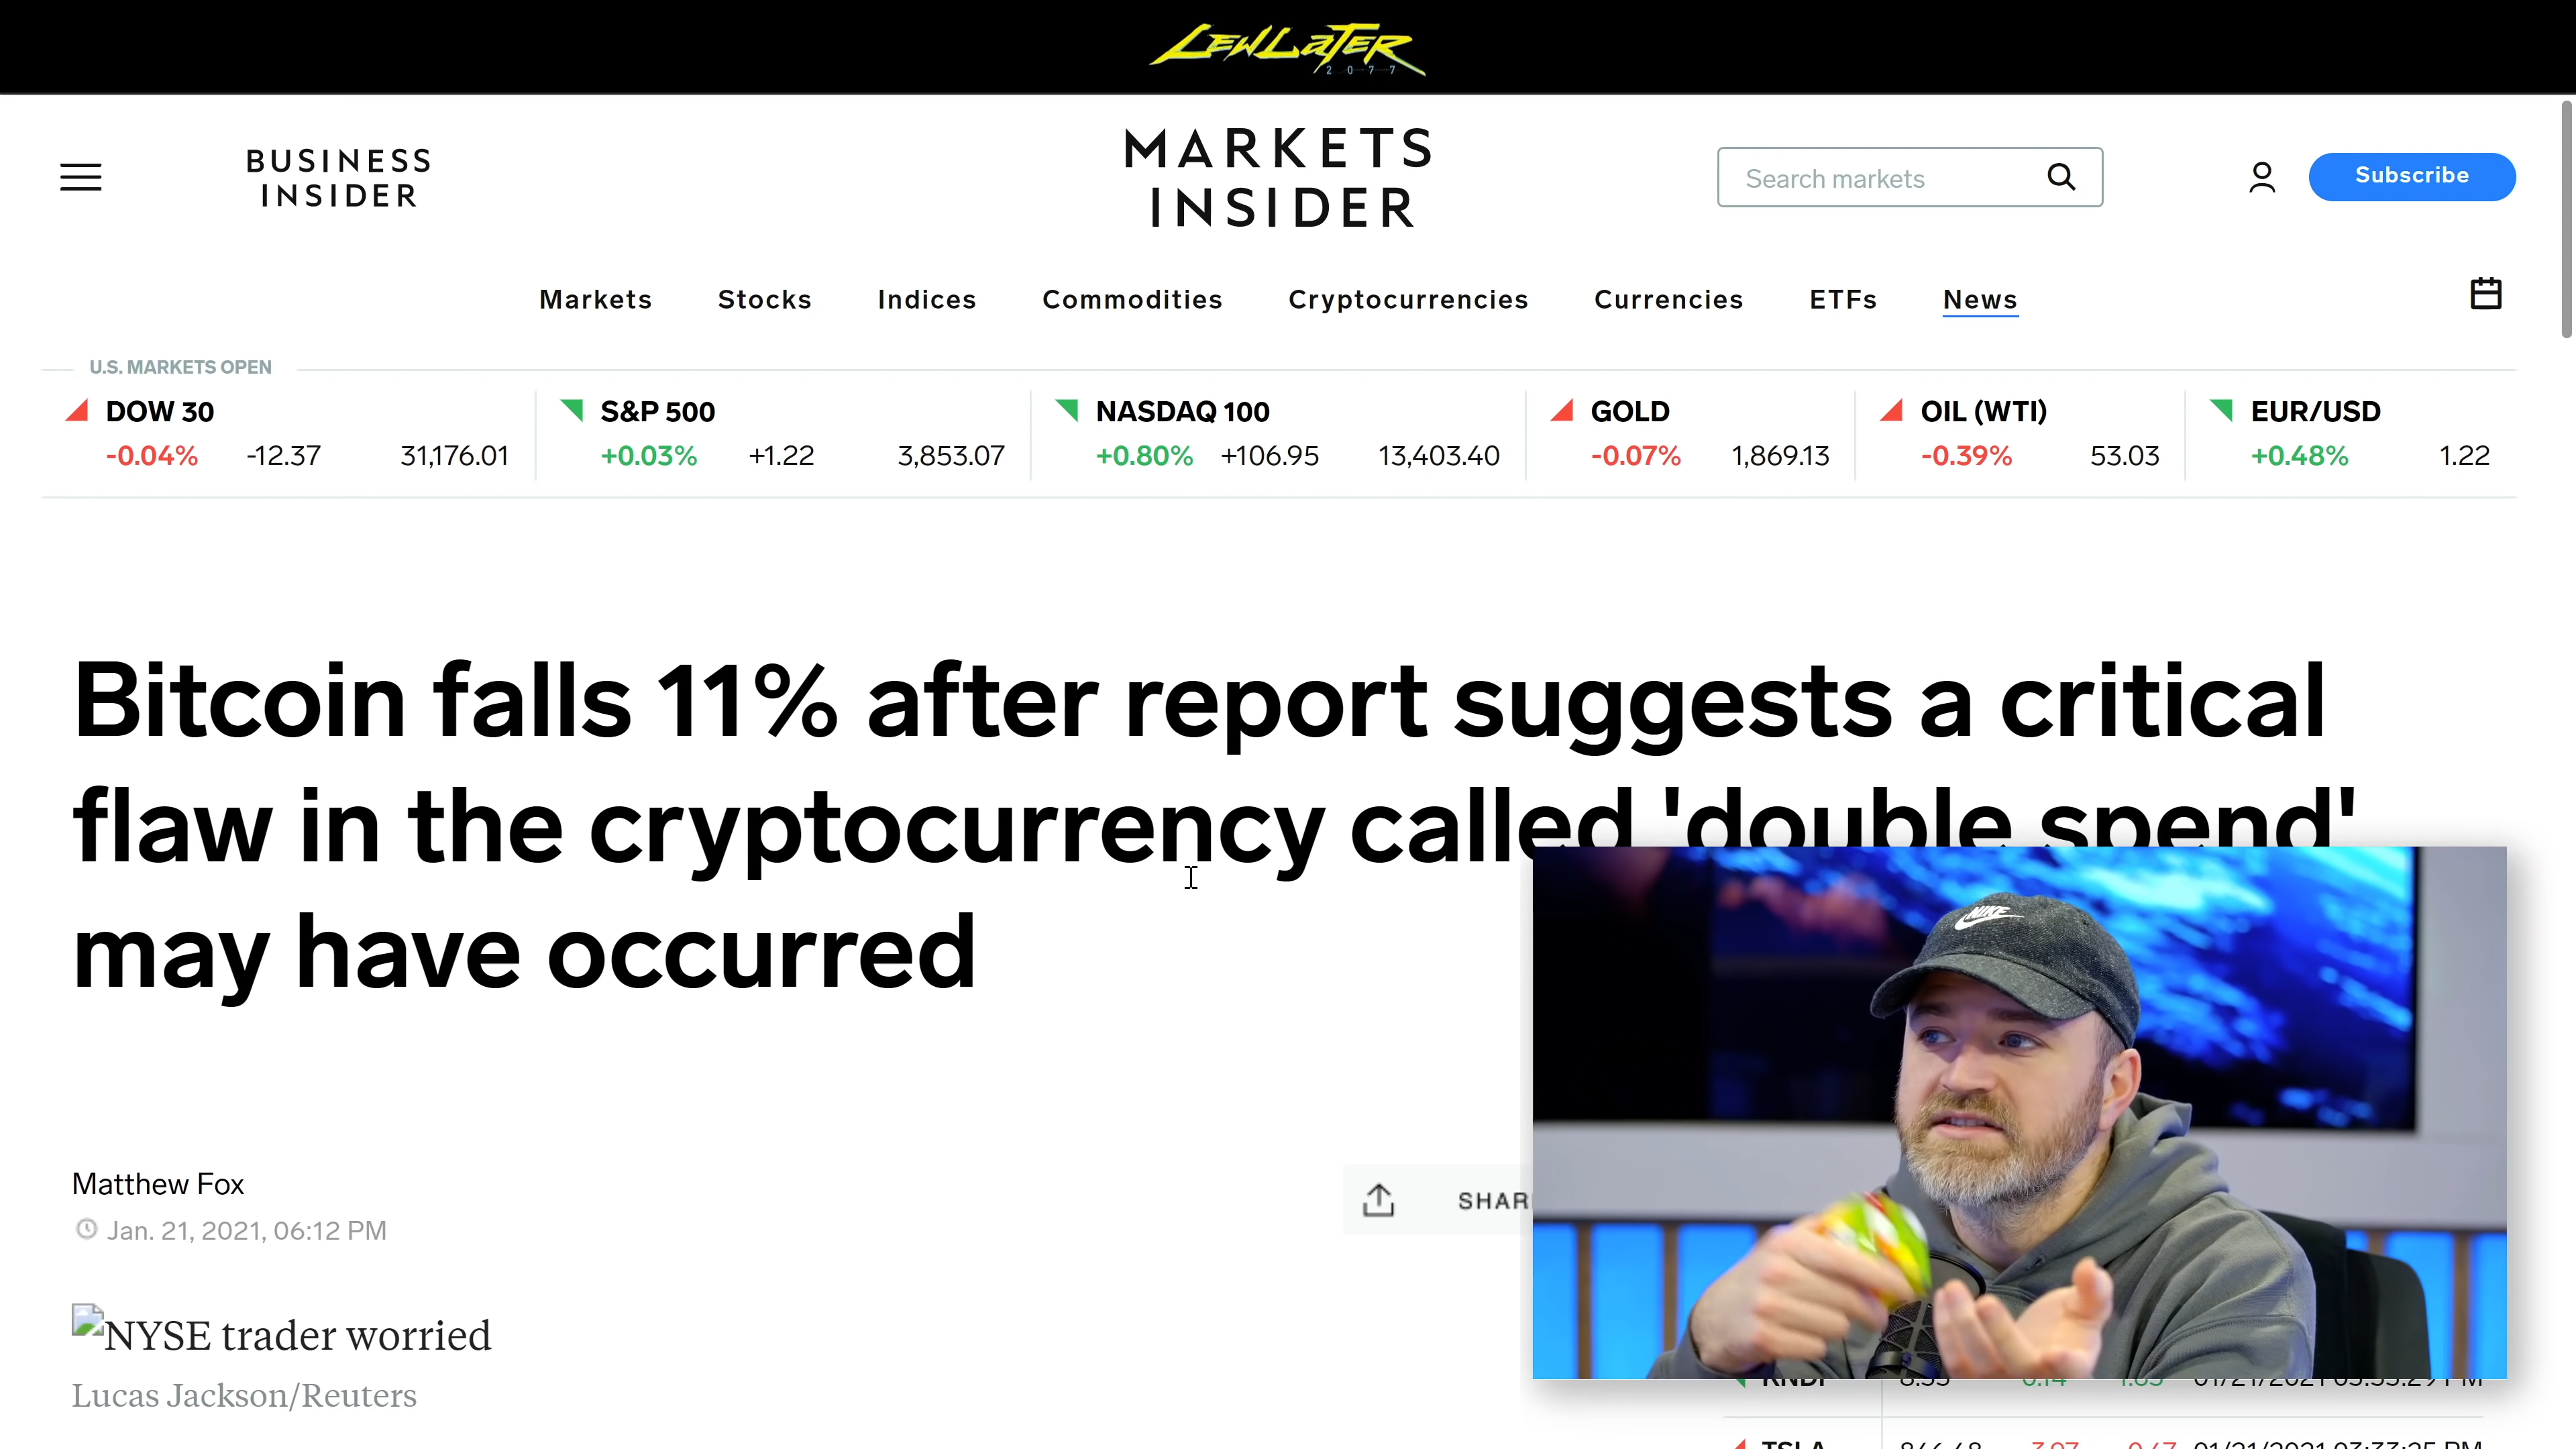 LEWLATER
2077
BUSINESS
INSIDER
MARKETS
INSIDER
Search markets
Subscribe
Markets Stocks Indices Commodities Cryptocurrencies Currencies ETFs News
U.S. MARKETS OPEN
DOW 30 S&P 500 NASDAQ 100 GOLD OIL (WTI) EUR/USD
-0.04% -12.37 31,176.01 +0.03% +1.22 3,853.07 +0.80% +106.95 13,403.40 -0.07% 1,869.13 -0.39% 53.03 +0.48% 1.22
Bitcoin falls 11% after report suggests a critical
flaw in the cryptocurrency called 'double spend'
may have occurred
NIKE
Matthew Fox
Jan. 21, 2021, 06:12 PM
SHAR
NYSE trader worried
Lucas Jackson/Reuters
TSLA